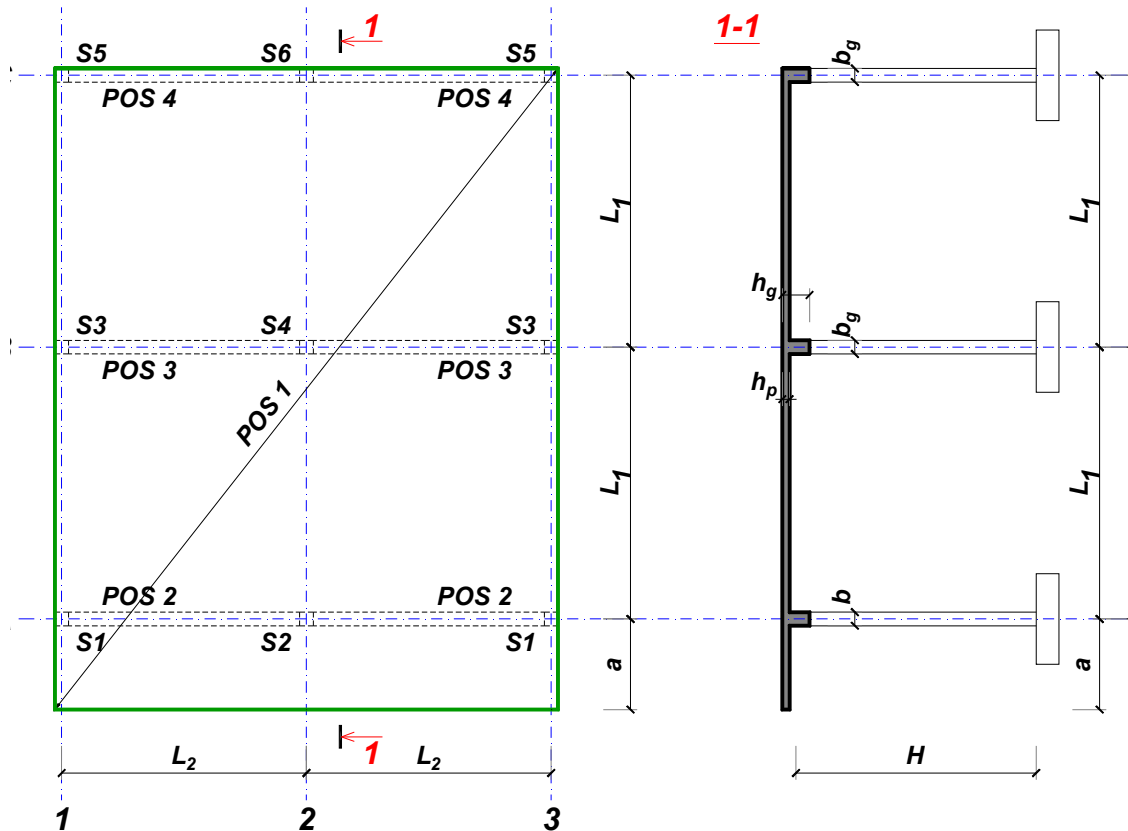 1
1-1
S5 S6 S5
POS 4 POS 4
b_g
L_1
L_1
h_g
S3 S4 S3
POS 3 POS 3
b_g
h_p
POS 1
L_1
L_1
POS 2 POS 2
b
S1 S2 S1
a
a
1
L_2 L_2
H
1 2 3